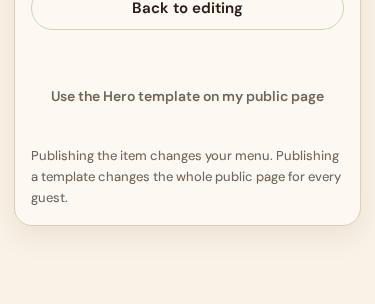 Back to editing
Use the Hero template on my public page
Publishing the item changes your menu. Publishing
a template changes the whole public page for every
guest.